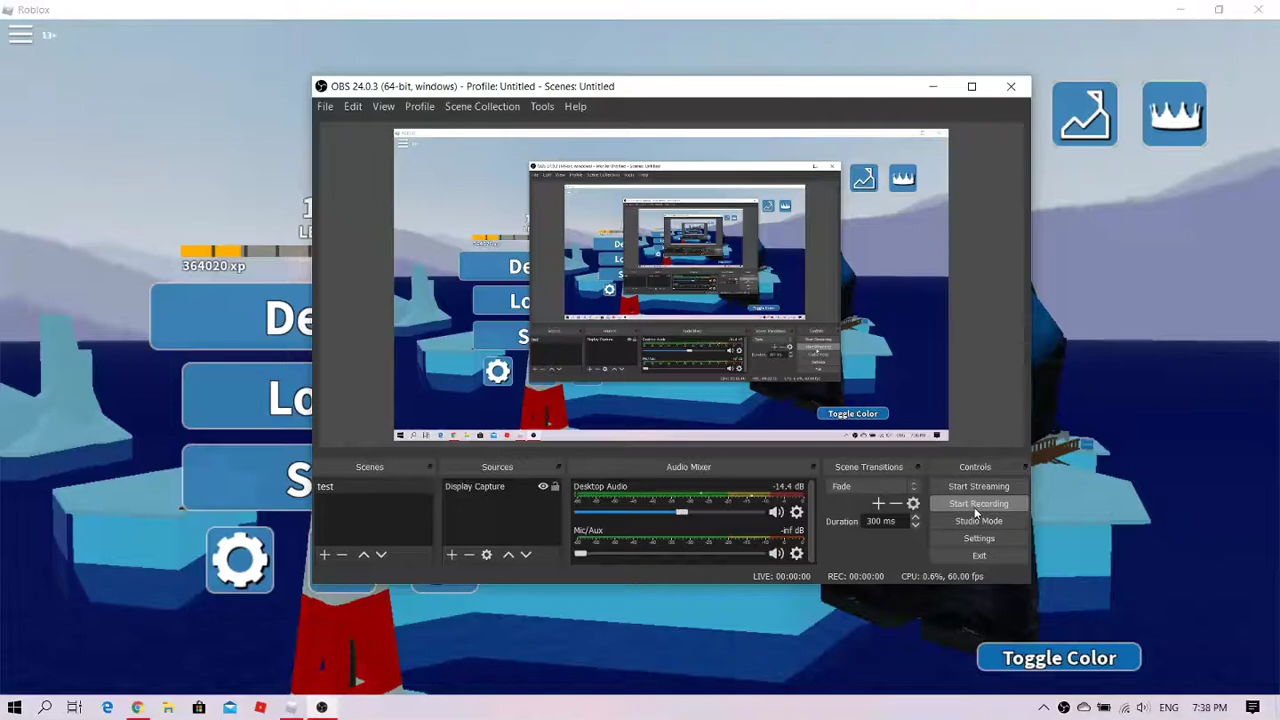 Roblox
13+
OBS 24.0.3 (64-bit, windows) - Profile: Untitled - Scenes: Untitled
File Edit View Profile Scene Collection Tools Help
364020 xp
De
Lo
S
De
Lo
S
Toggle Color
Scenes
Sources
Audio Mixer
Scene Transitions
Controls
test
Display Capture
Desktop Audio
-14.4 dB
Mic/Aux
-inf dB
Fade
Duration 300 ms
Start Streaming
Start Recording
Studio Mode
Settings
Exit
LIVE: 00:00:00
REC: 00:00:00
CPU: 0.6%, 60.00 fps
Toggle Color
ENG
7:38 PM